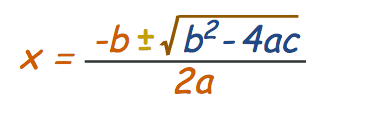 x = -b ± √b² - 4ac / 2a